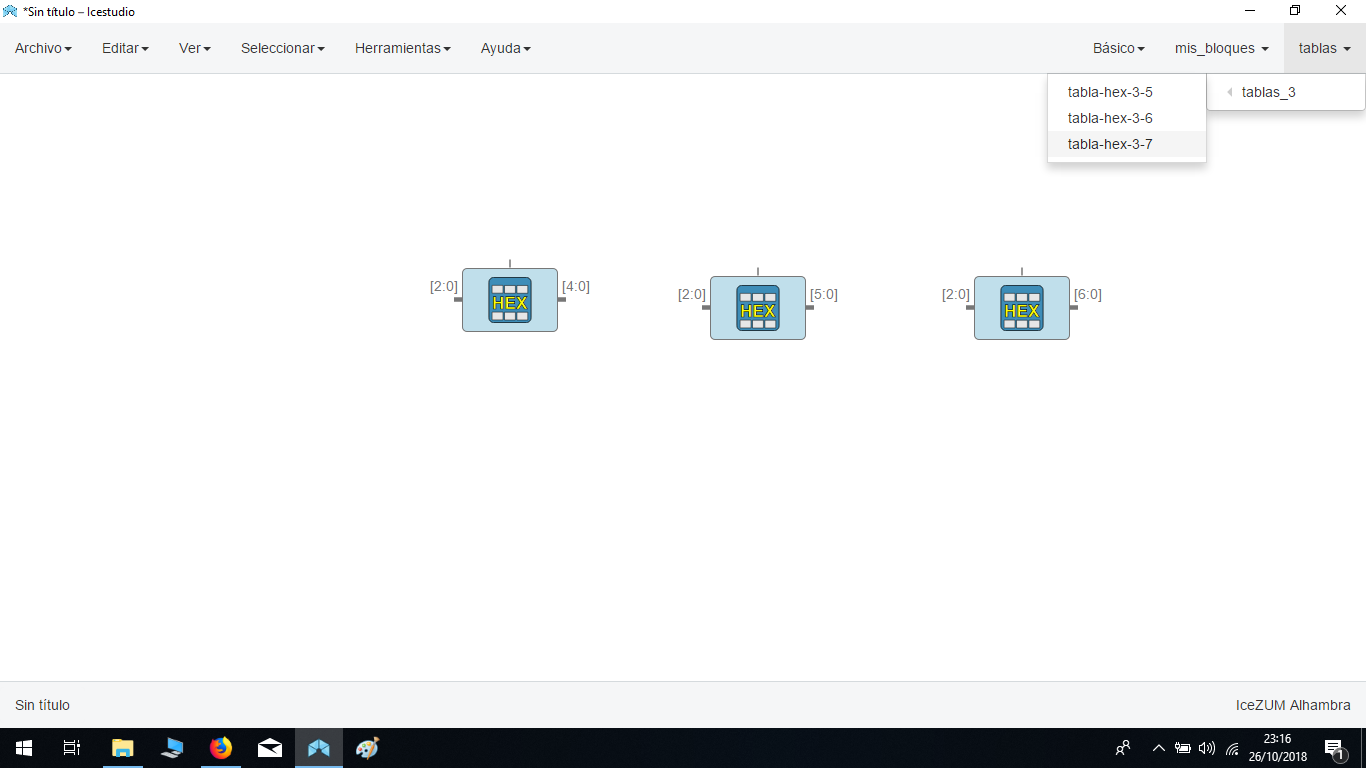 *Sin título – Icestudio
Archivo Editar Ver Seleccionar Herramientas Ayuda Básico mis_bloques tablas
tabla-hex-3-5 tablas_3
tabla-hex-3-6
tabla-hex-3-7
[2:0] HEX [4:0]
[2:0] HEX [5:0]
[2:0] HEX [6:0]
Sin título IceZUM Alhambra
23:16
26/10/2018
1